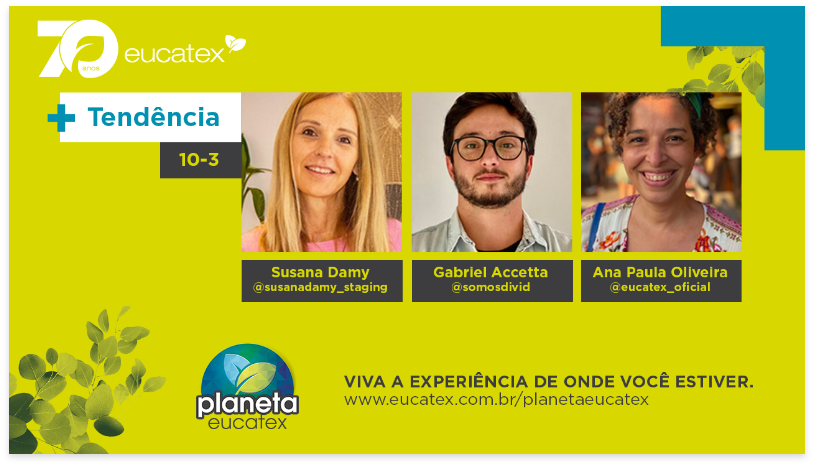 70 anos eucatex
+ Tendência
10-3
Susana Damy
@susanadamy_staging
Gabriel Accetta
@somosdivid
Ana Paula Oliveira
@eucatex_oficial
planeta
eucatex
VIVA A EXPERIÊNCIA DE ONDE VOCÊ ESTIVER.
www.eucatex.com.br/planetaeucatex